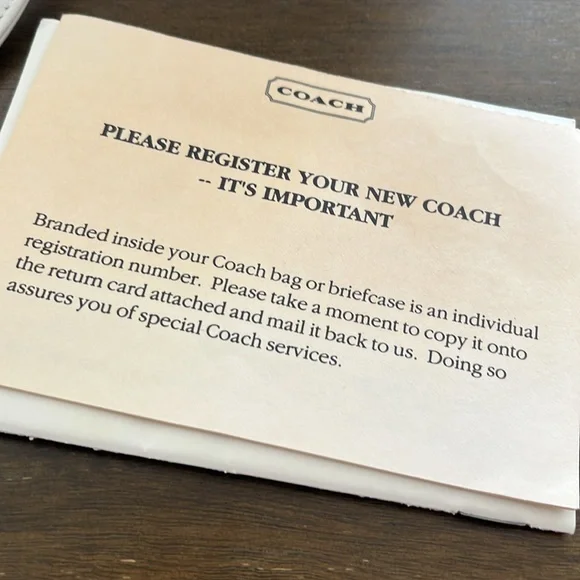 COACH
PLEASE REGISTER YOUR NEW COACH
-- IT'S IMPORTANT
Branded inside your Coach bag or briefcase is an individual
registration number. Please take a moment to copy it onto
the return card attached and mail it back to us. Doing so
assures you of special Coach services.